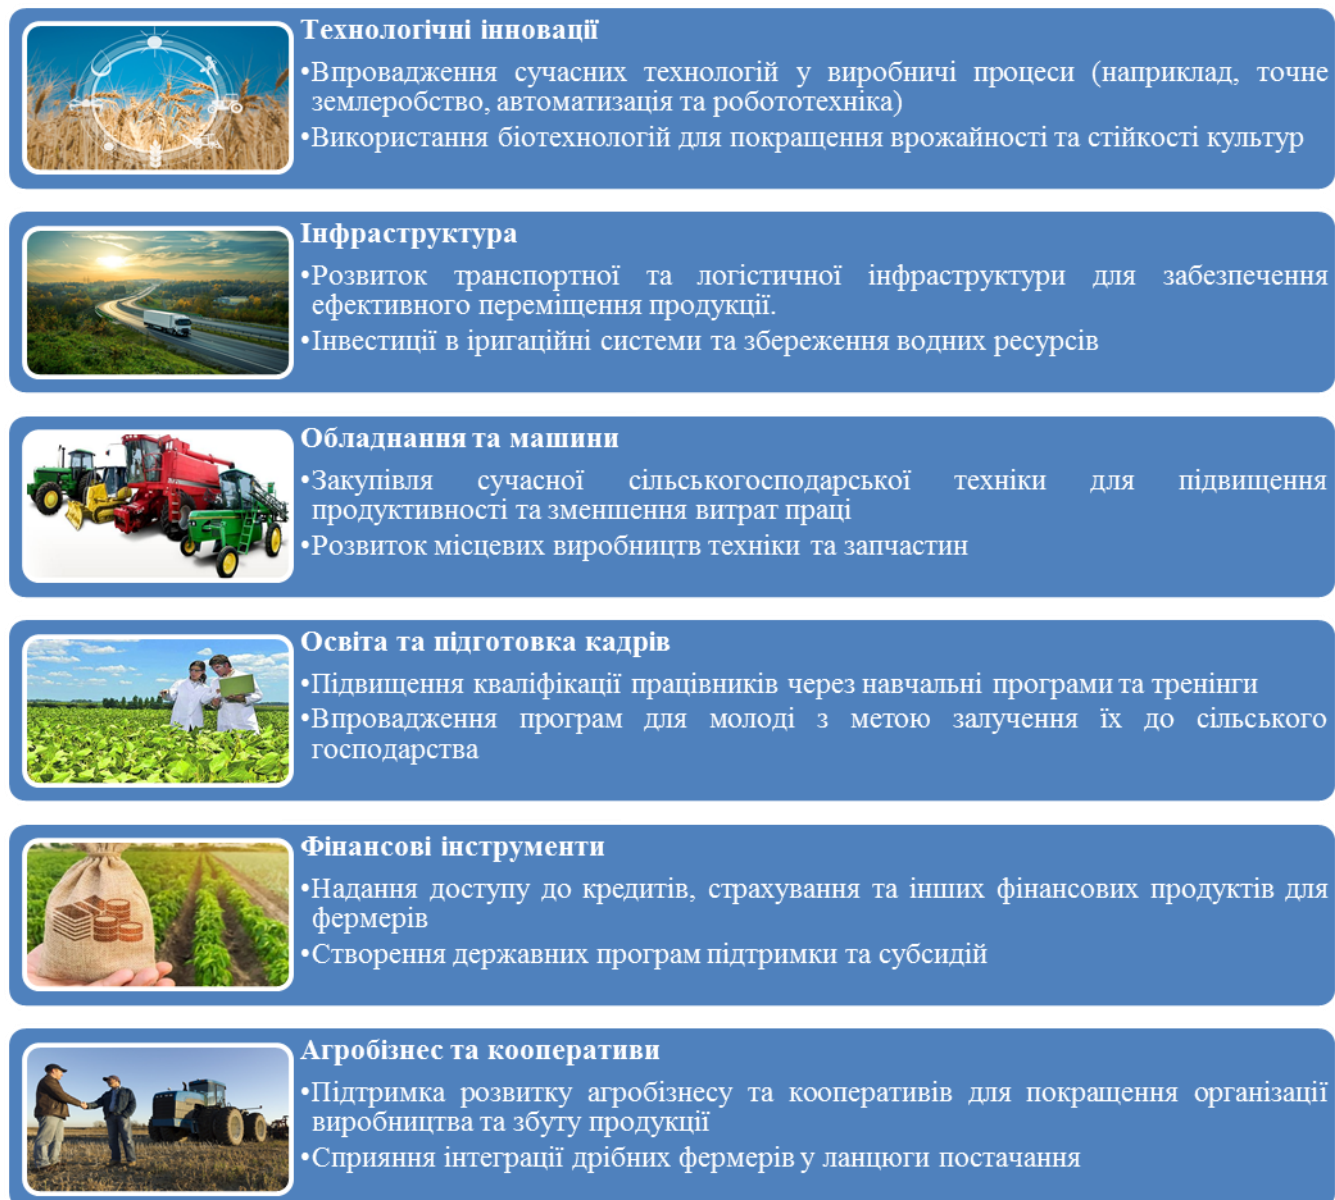 Технологічні інновації
•Впровадження сучасних технологій у виробничі процеси (наприклад, точне
землеробство, автоматизація та робототехніка)
•Використання біотехнологій для покращення врожайності та стійкості культур
Інфраструктура
•Розвиток транспортної та логістичної інфраструктури для забезпечення
ефективного переміщення продукції.
•Інвестиції в іригаційні системи та збереження водних ресурсів
Обладнання та машини
•Закупівля сучасної сільськогосподарської техніки для підвищення
продуктивності та зменшення витрат праці
•Розвиток місцевих виробництв техніки та запчастин
Освіта та підготовка кадрів
•Підвищення кваліфікації працівників через навчальні програми та тренінги
•Впровадження програм для молоді з метою залучення їх до сільського
господарства
Фінансові інструменти
•Надання доступу до кредитів, страхування та інших фінансових продуктів для
фермерів
•Створення державних програм підтримки та субсидій
Агробізнес та кооперативи
•Підтримка розвитку агробізнесу та кооперативів для покращення організації
виробництва та збуту продукції
•Сприяння інтеграції дрібних фермерів у ланцюги постачання